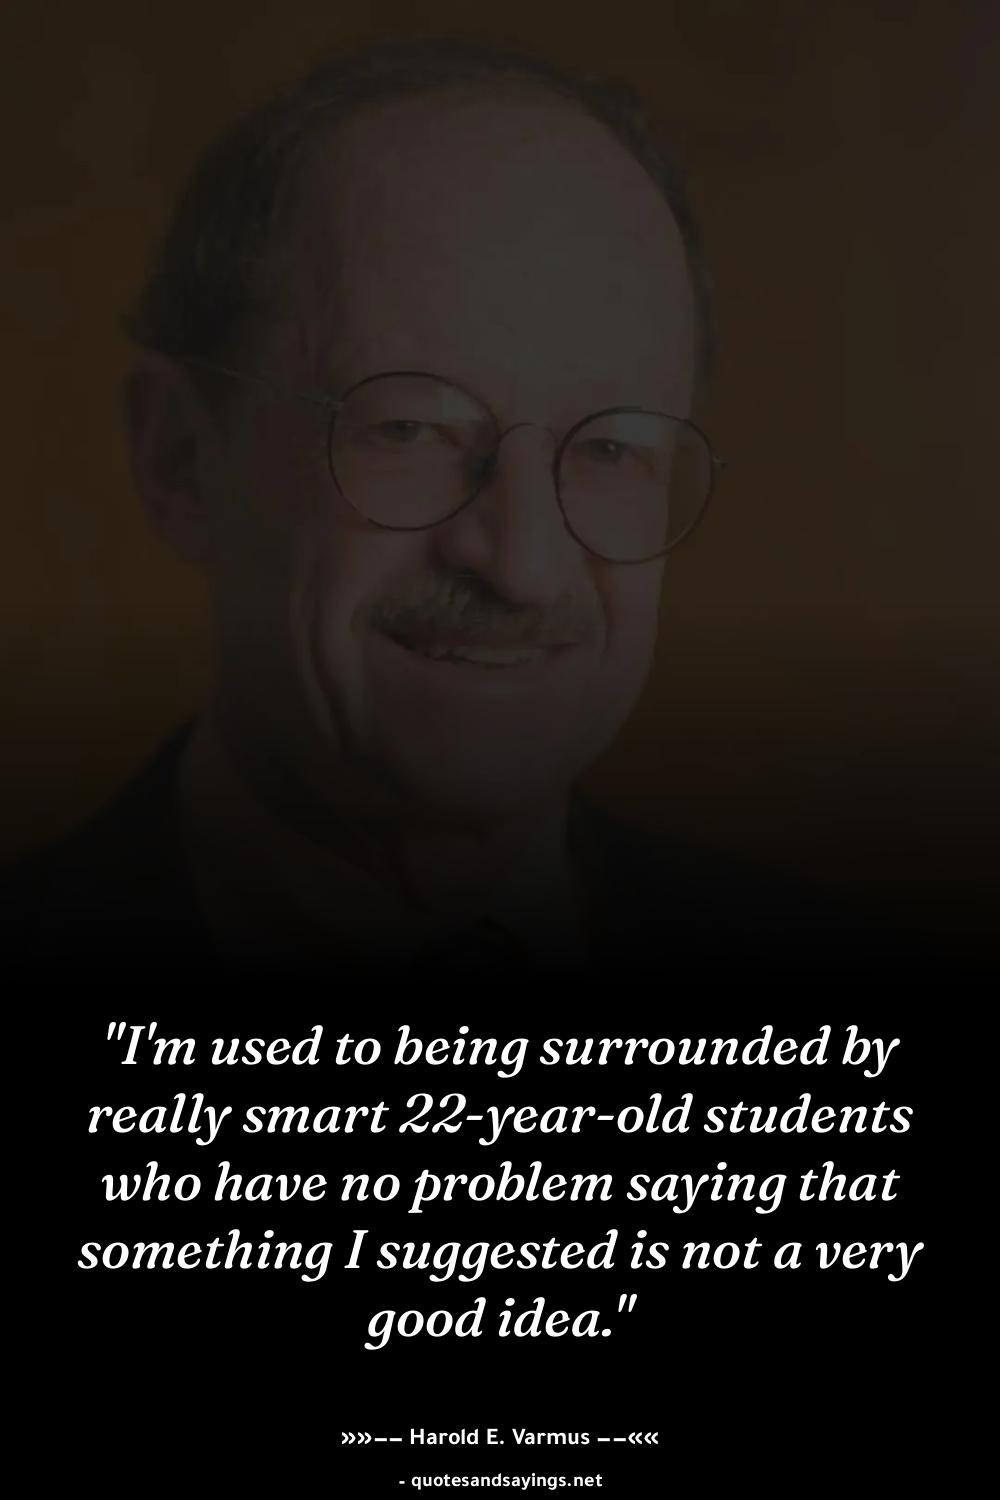 "I'm used to being surrounded by
really smart 22-year-old students
who have no problem saying that
something I suggested is not a very
good idea."
»»–– Harold E. Varmus ––««
- quotesandsayings.net